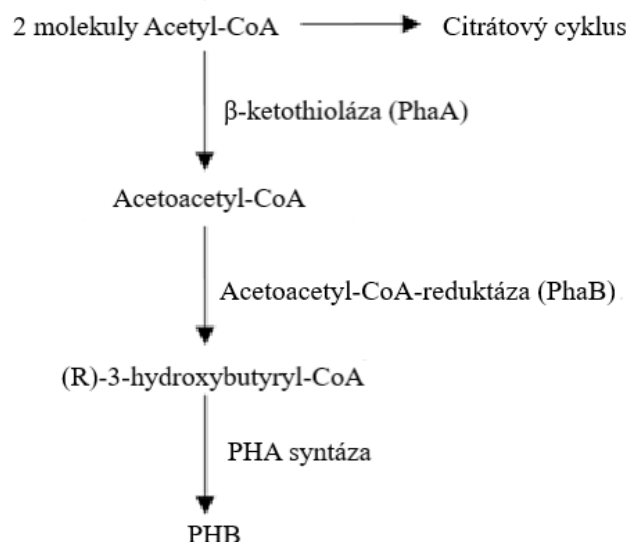 2 molekuly Acetyl-CoA
Citrátový cyklus
β-ketothioláza (PhaA)
Acetoacetyl-CoA
Acetoacetyl-CoA-reduktáza (PhaB)
(R)-3-hydroxybutyryl-CoA
PHA syntáza
PHB